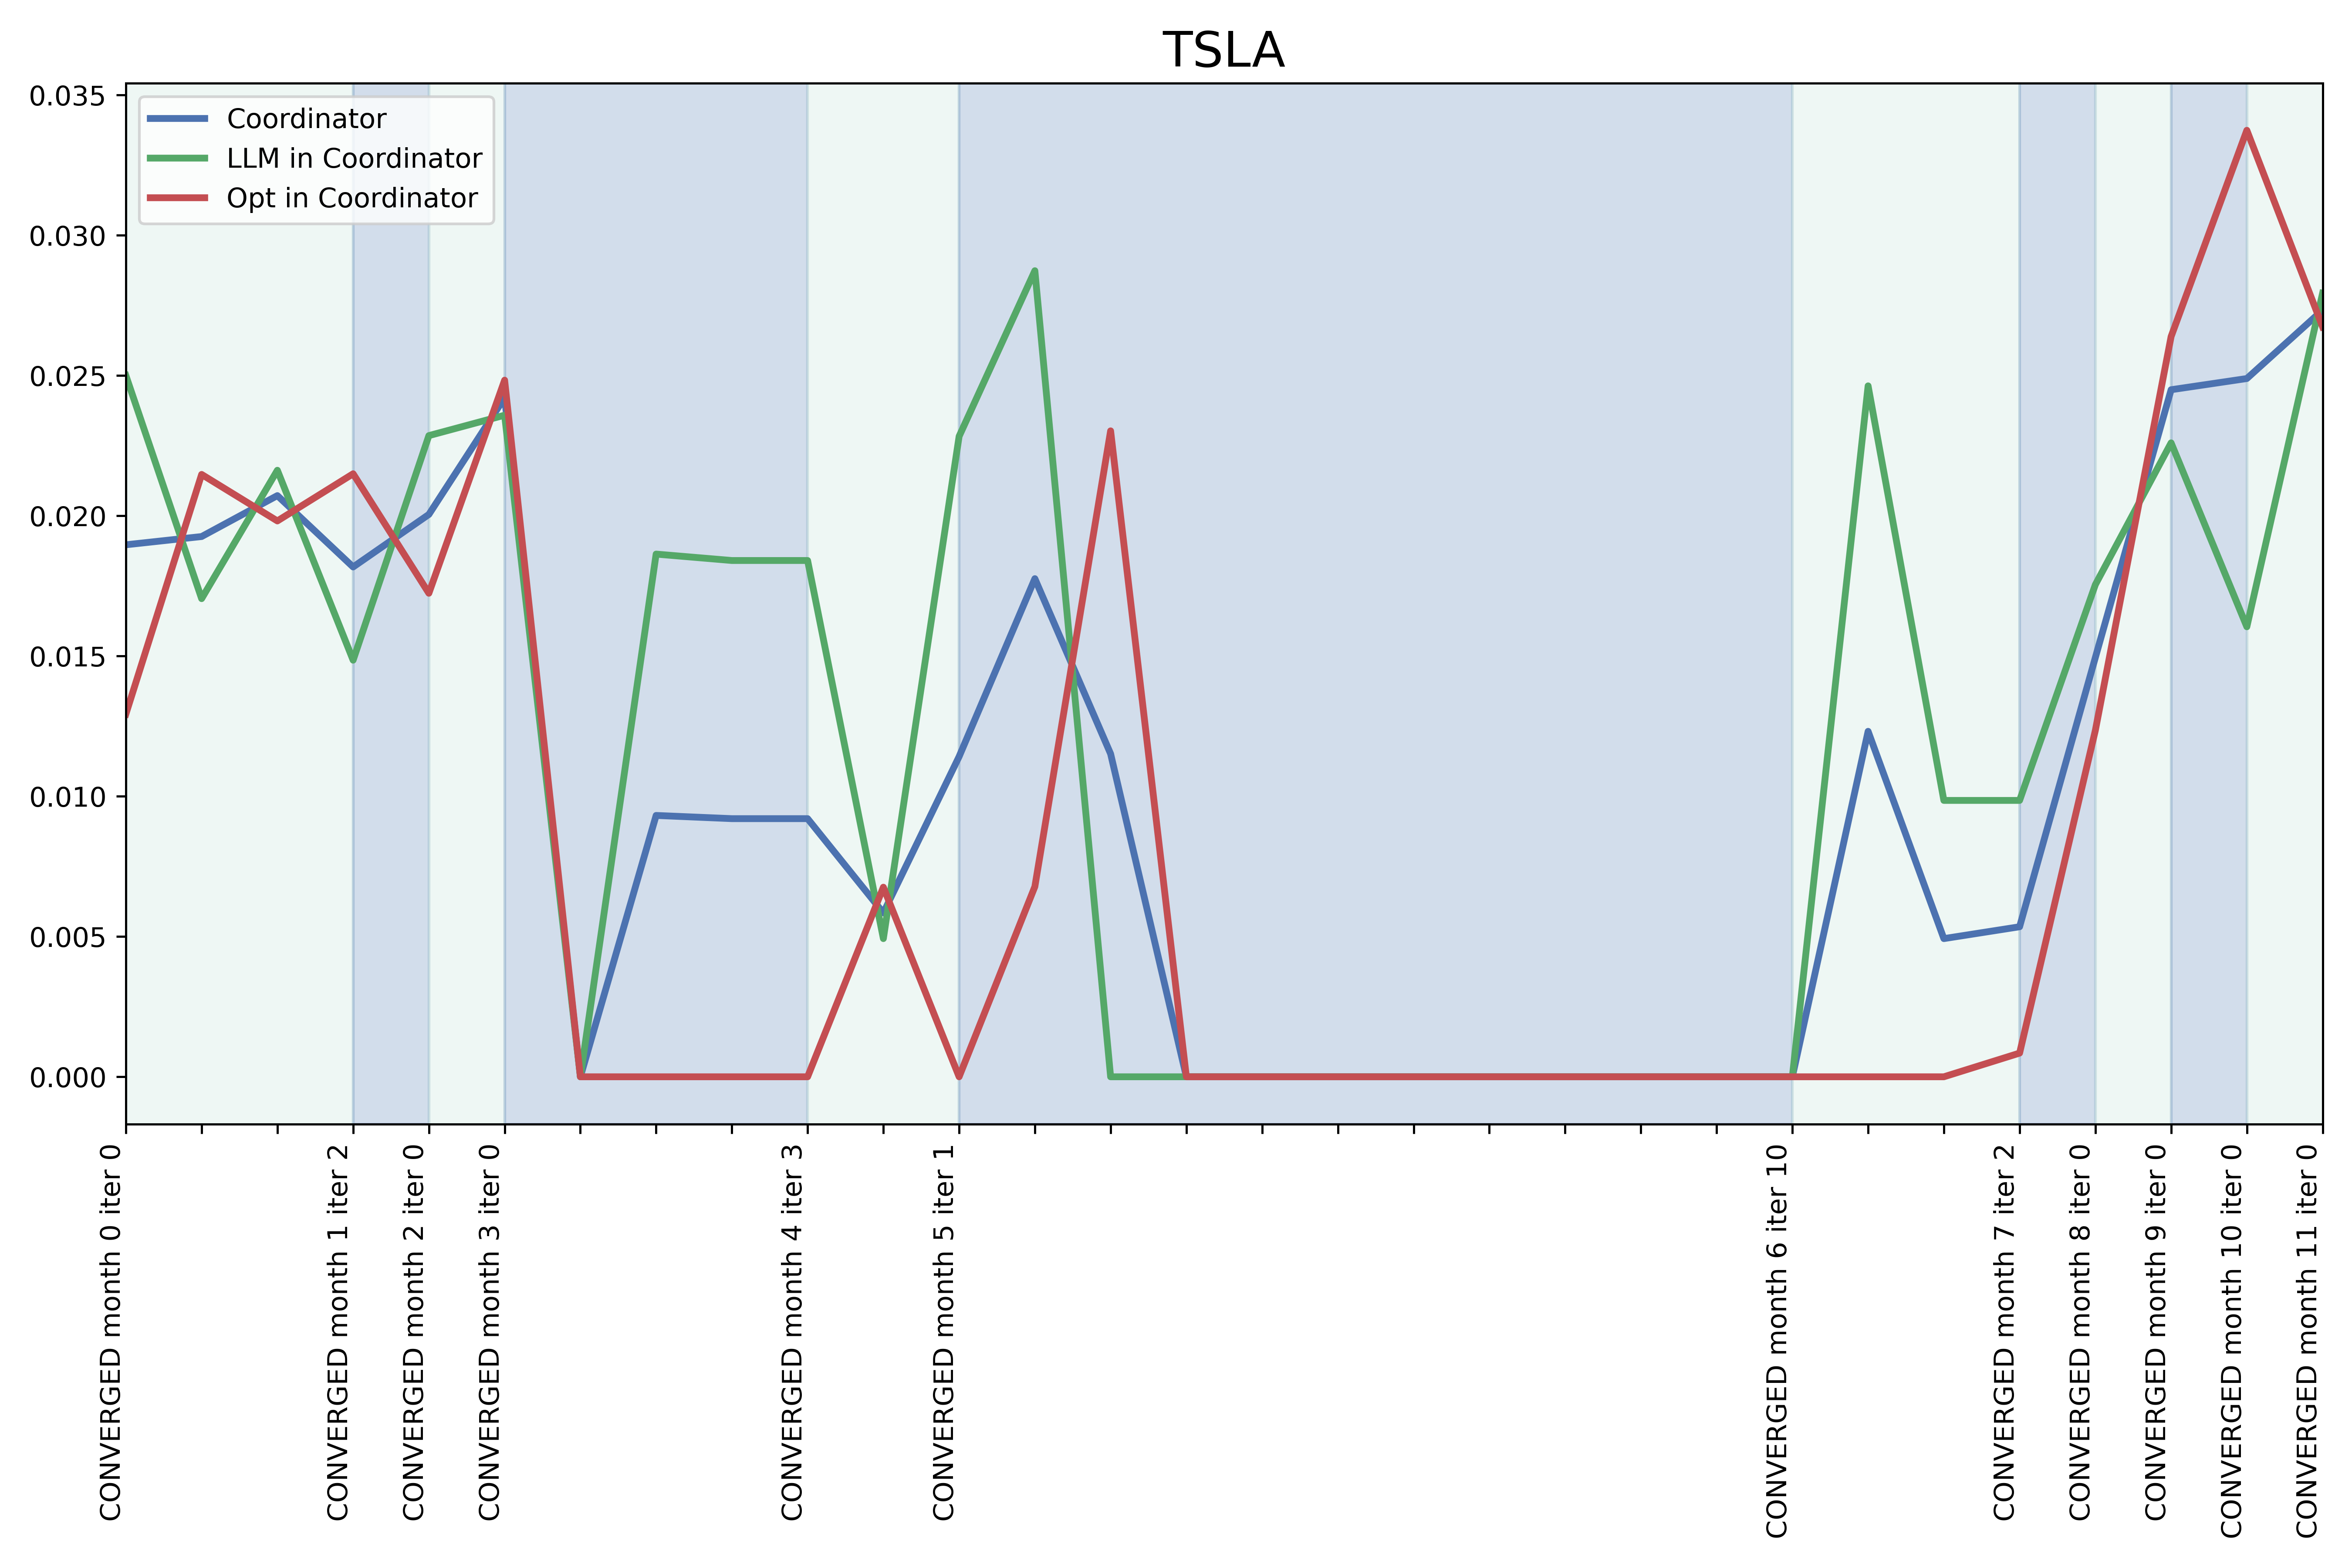 TSLA
Coordinator
LLM in Coordinator
Opt in Coordinator
0.035
0.030
0.025
0.020
0.015
0.010
0.005
0.000
CONVERGED month 0 iter 0
CONVERGED month 1 iter 2
CONVERGED month 2 iter 0
CONVERGED month 3 iter 0
CONVERGED month 4 iter 3
CONVERGED month 5 iter 1
CONVERGED month 6 iter 10
CONVERGED month 7 iter 2
CONVERGED month 8 iter 0
CONVERGED month 9 iter 0
CONVERGED month 10 iter 0
CONVERGED month 11 iter 0